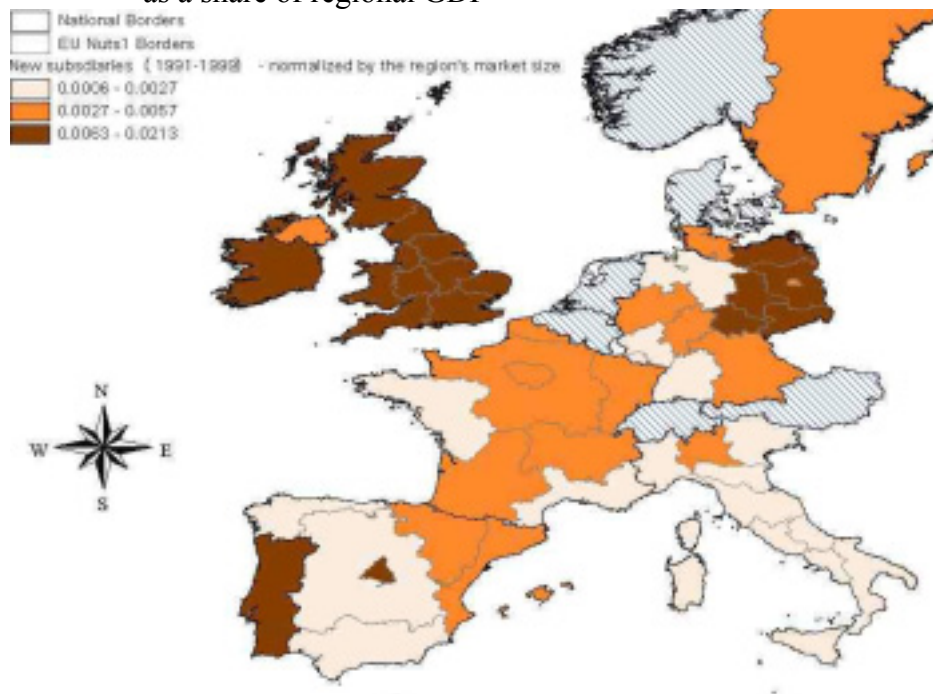 as a share of regional GDP
National Borders
EU Nuts1 Borders
New subsdiaries ( 1991-1999) - normalized by the region's market size
0.0006 - 0.0027
0.0027 - 0.0057
0.0063 - 0.0213
N
W E
S